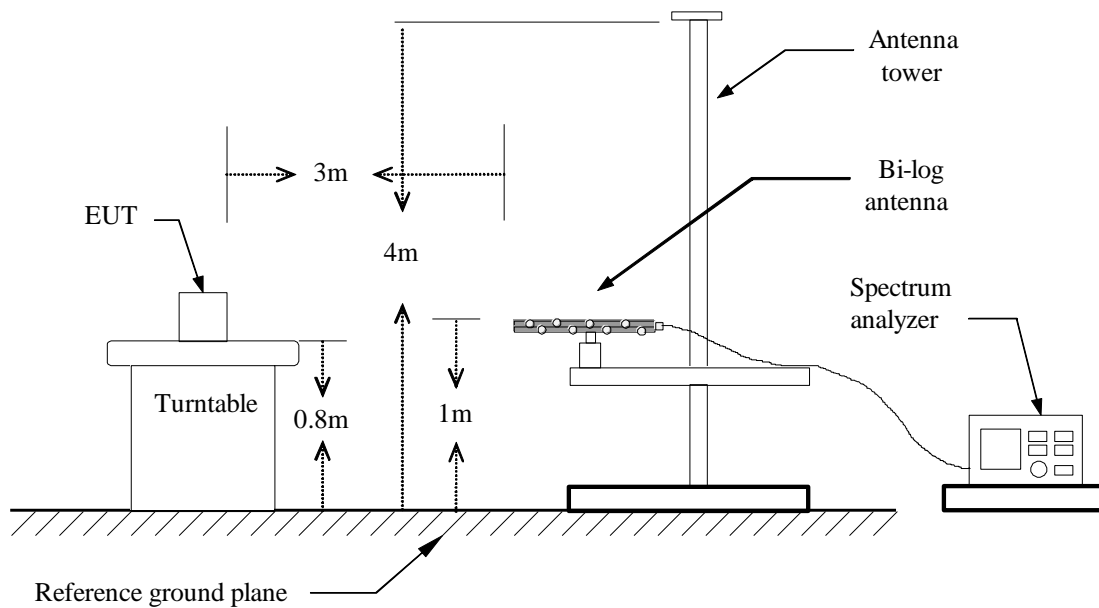 Antenna
tower
3m
Bi-log
antenna
EUT
4m
Spectrum
analyzer
Turntable
0.8m
1m
Reference ground plane